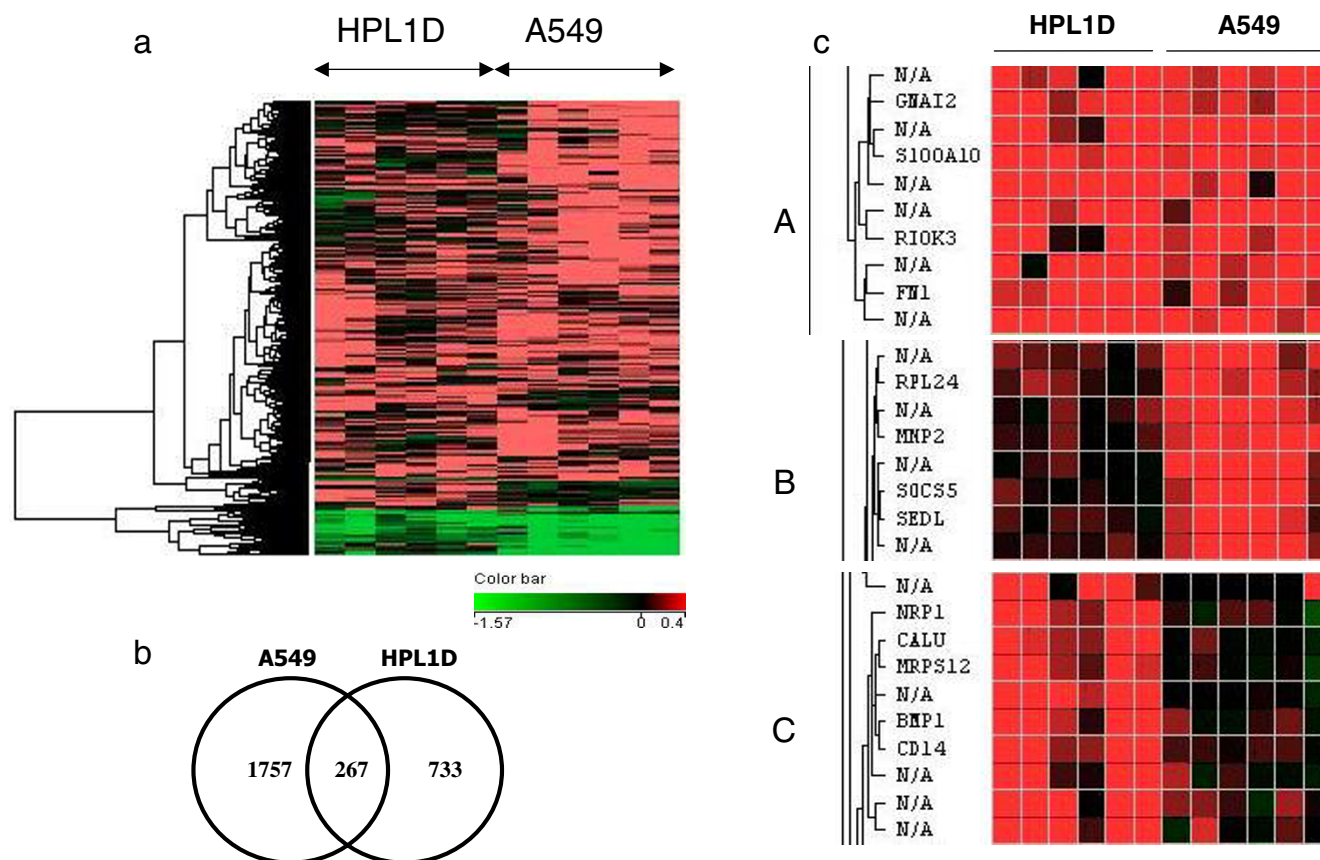 a
HPL1D
A549
Color bar
-1.57
0
0.4
b
A549
HPL1D
1757
267
733
c
HPL1D
A549
A
N/A
GNAI2
N/A
S100A10
N/A
N/A
RIOK3
N/A
FN1
N/A
B
N/A
RPL24
N/A
MMP2
N/A
SOCS5
SEDL
N/A
C
N/A
NRP1
CALU
MRPS12
N/A
BMP1
CD14
N/A
N/A
N/A